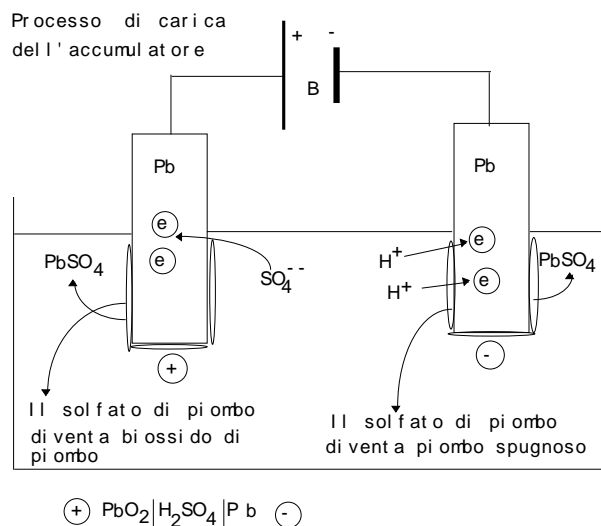 Processo di carica
dell'accumulatore
+ -
B
Pb
Pb
e
e
e
e
PbSO₄
SO₄⁻⁻
H⁺
H⁺
PbSO₄
+
-
Il solfato di piombo
diventa biossido di
piombo
Il solfato di piombo
diventa piombo spugnoso
+ PbO₂|H₂SO₄|Pb -